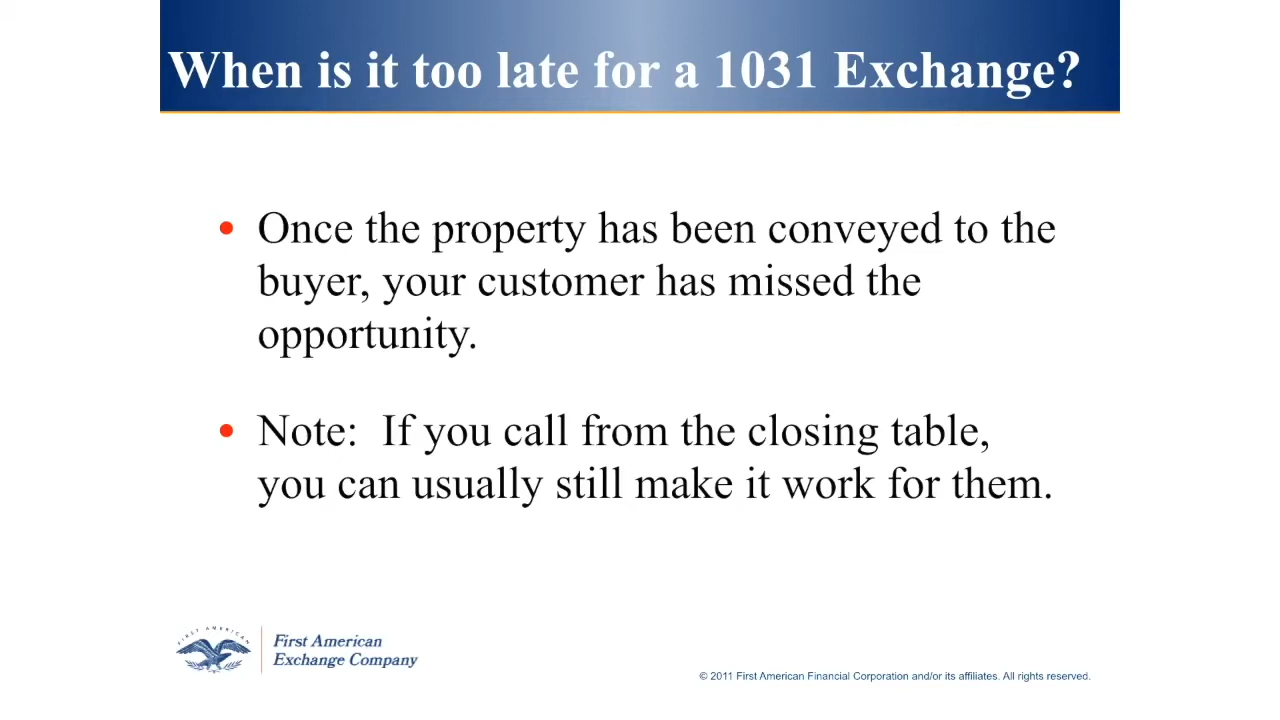 When is it too late for a 1031 Exchange?
• Once the property has been conveyed to the
buyer, your customer has missed the
opportunity.
• Note:  If you call from the closing table,
you can usually still make it work for them.
FIRST AMERICAN
First American
Exchange Company
© 2011 First American Financial Corporation and/or its affiliates. All rights reserved.